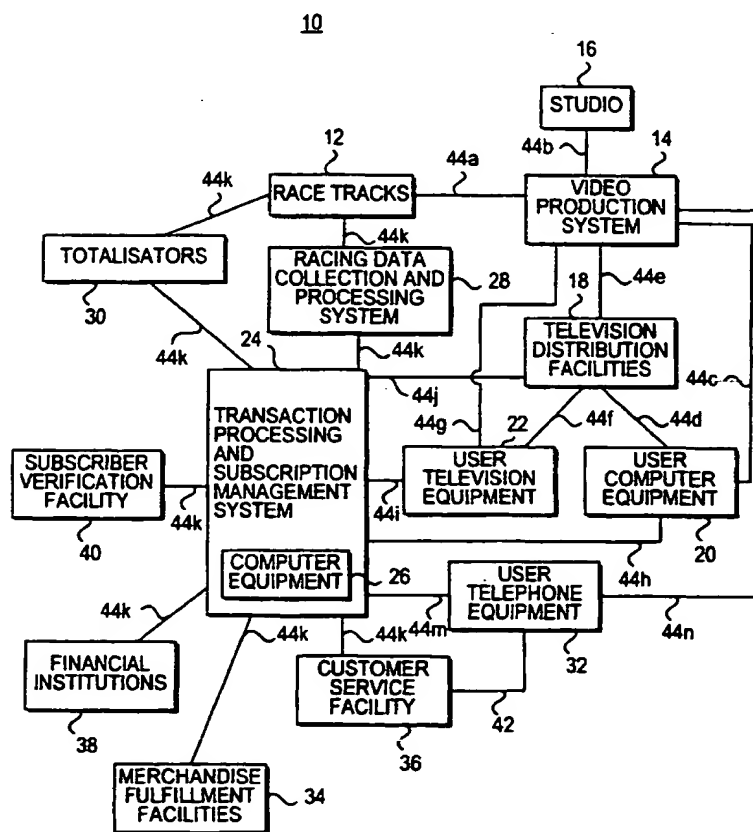 10
16
STUDIO
44b
14
12
44a
VIDEO
PRODUCTION
SYSTEM
44k
RACE TRACKS
44k
TOTALISATORS
RACING DATA
COLLECTION AND
PROCESSING
SYSTEM
28
30
18
44e
44k
24
44k
TELEVISION
DISTRIBUTION
FACILITIES
44c
44j
44g
22
44f
44d
TRANSACTION
PROCESSING
AND
SUBSCRIPTION
MANAGEMENT
SYSTEM
SUBSCRIBER
VERIFICATION
FACILITY
44k
40
USER
TELEVISION
EQUIPMENT
44i
USER
COMPUTER
EQUIPMENT
20
44h
COMPUTER
EQUIPMENT
26
USER
TELEPHONE
EQUIPMENT
44m
44n
32
44k
44k
44k
FINANCIAL
INSTITUTIONS
38
CUSTOMER
SERVICE
FACILITY
42
36
MERCHANDISE
FULFILLMENT
FACILITIES
34